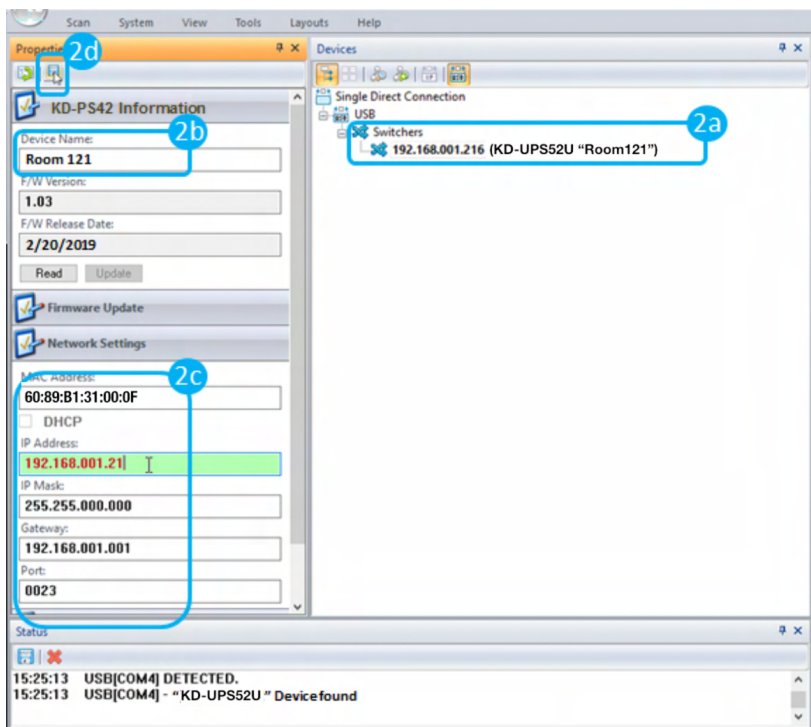 Scan System View Tools Layouts Help
Properties
2d
KD-PS42 Information
Device Name:
2b
Room 121
F/W Version:
1.03
F/W Release Date:
2/20/2019
Read Update
Firmware Update
Network Settings
MAC Address:
2c
60:89:B1:31:00:0F
DHCP
IP Address:
192.168.001.21
IP Mask:
255.255.000.000
Gateway:
192.168.001.001
Port:
0023
Devices
Single Direct Connection
USB
Switchers
2a
192.168.001.216 (KD-UPS52U “Room121”)
Status
15:25:13 USB[COM4] DETECTED.
15:25:13 USB[COM4] - “KD-UPS52U ” Devicefound